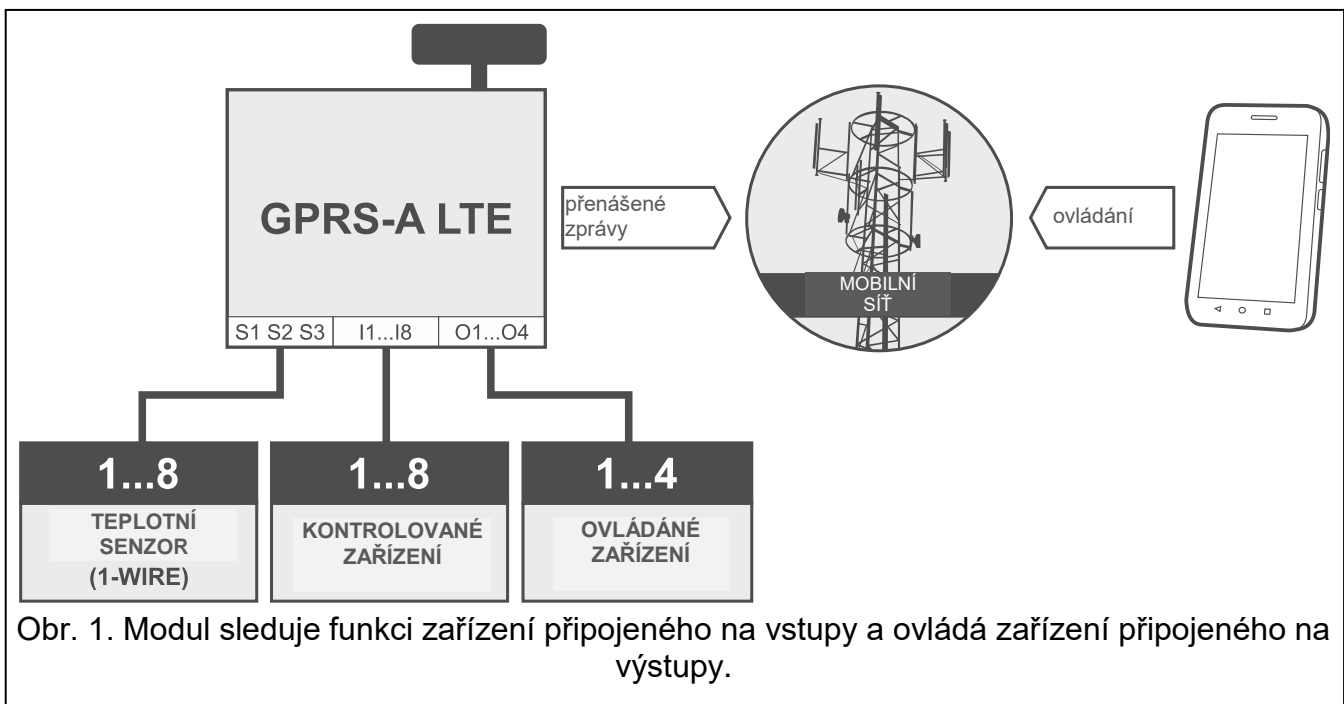 GPRS-A LTE
S1 S2 S3
I1...I8
O1...O4
přenášené
zprávy
MOBILNÍ
SÍŤ
ovládání
1...8
TEPLOTNÍ
SENZOR
(1-WIRE)
1...8
KONTROLOVANÉ
ZAŘÍZENÍ
1...4
OVLÁDÁNÉ
ZAŘÍZENÍ
Obr. 1. Modul sleduje funkci zařízení připojeného na vstupy a ovládá zařízení připojeného na
výstupy.